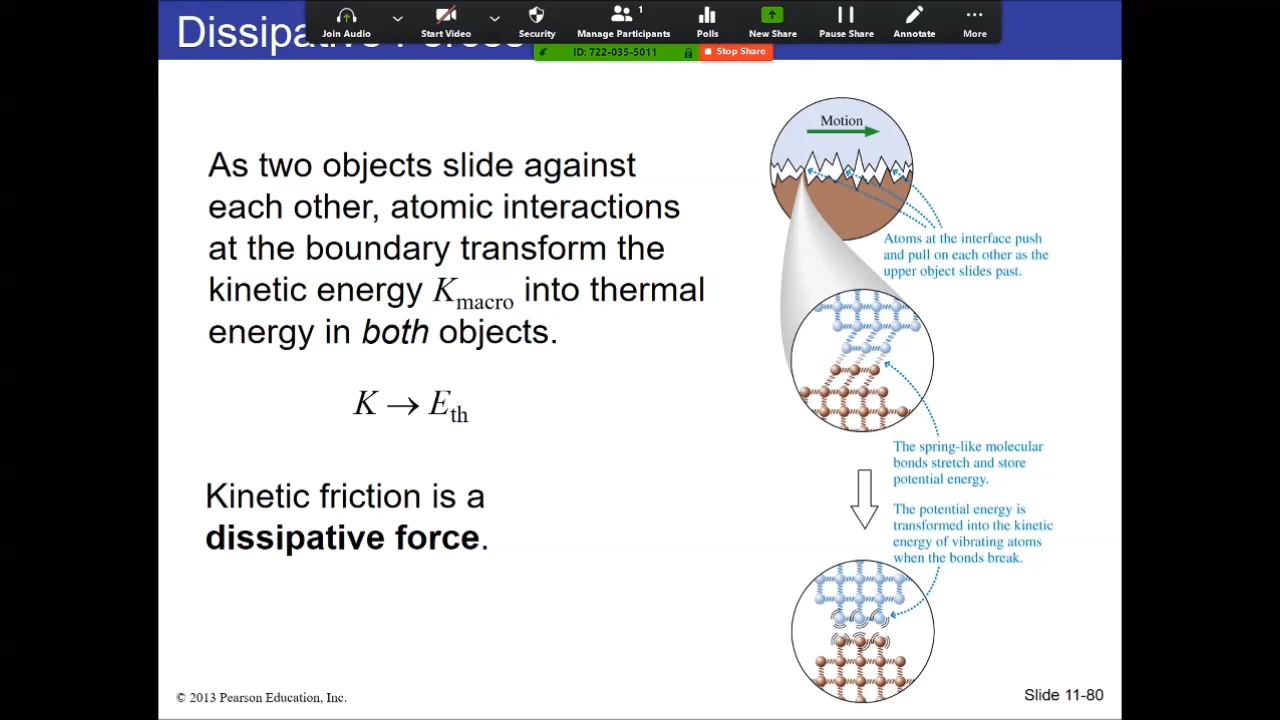 Join Audio
Start Video
Security
Manage Participants
1
Polls
New Share
Pause Share
Annotate
More
ID: 722-035-5011
Stop Share
As two objects slide against
each other, atomic interactions
at the boundary transform the
kinetic energy Kmacro into thermal
energy in both objects.
K → Eth
Kinetic friction is a
dissipative force.
Motion
Atoms at the interface push
and pull on each other as the
upper object slides past.
The spring-like molecular
bonds stretch and store
potential energy.
The potential energy is
transformed into the kinetic
energy of vibrating atoms
when the bonds break.
© 2013 Pearson Education, Inc.
Slide 11-80